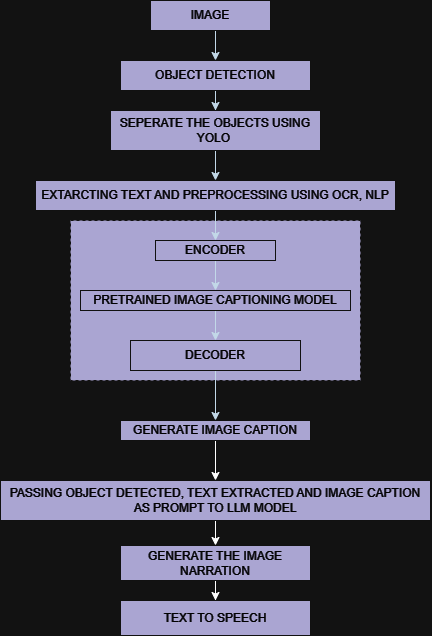 IMAGE
OBJECT DETECTION
SEPERATE THE OBJECTS USING
YOLO
EXTARCTING TEXT AND PREPROCESSING USING OCR, NLP
ENCODER
PRETRAINED IMAGE CAPTIONING MODEL
DECODER
GENERATE IMAGE CAPTION
PASSING OBJECT DETECTED, TEXT EXTRACTED AND IMAGE CAPTION
AS PROMPT TO LLM MODEL
GENERATE THE IMAGE
NARRATION
TEXT TO SPEECH